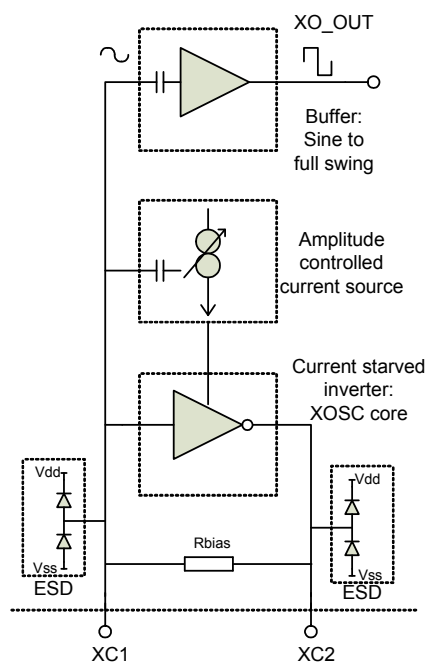 XO_OUT
Buffer:
Sine to
full swing
Amplitude
controlled
current source
Current starved
inverter:
XOSC core
Vdd
Vss
ESD
Rbias
Vdd
Vss
ESD
XC1
XC2